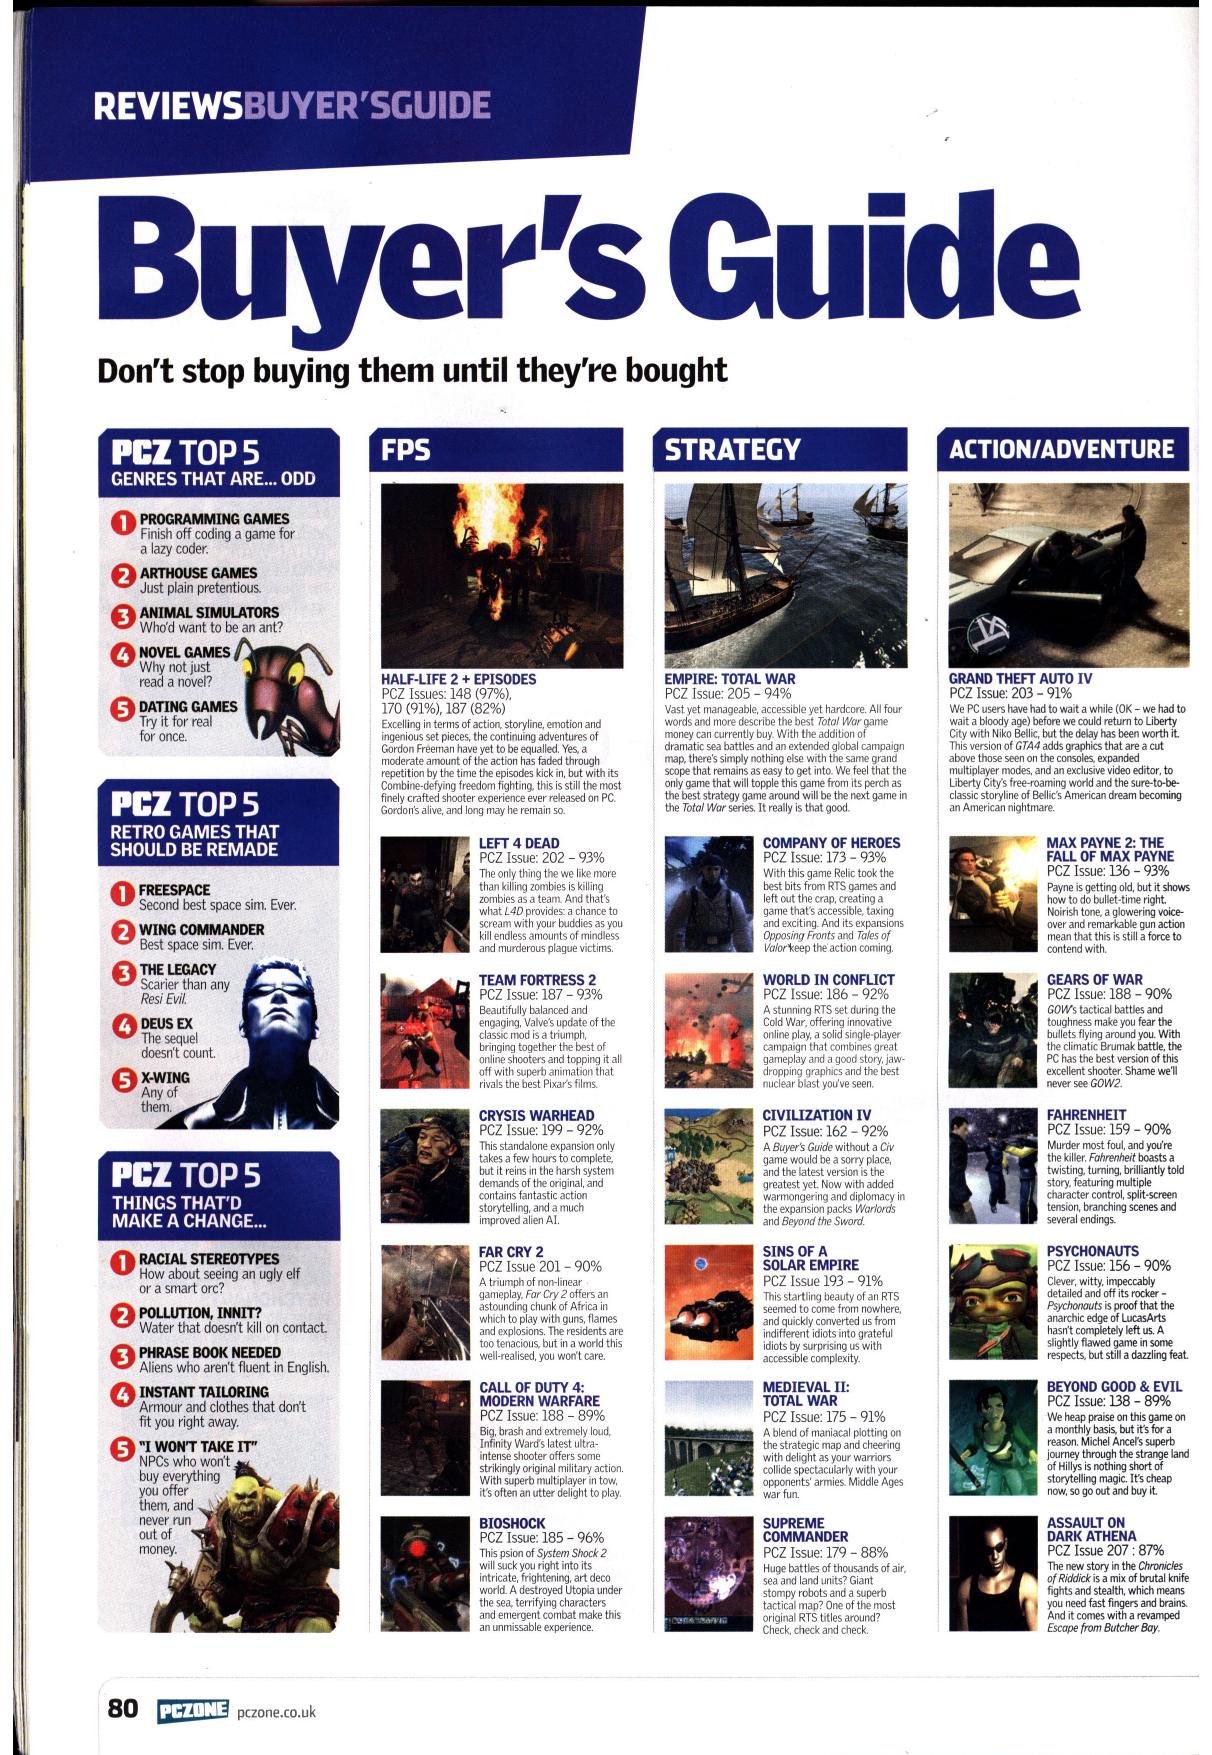 REVIEWSBUYER'SGUIDE
Buyer's Guide
Don't stop buying them until they're bought
PCZ TOP 5
GENRES THAT ARE... ODD
1 PROGRAMMING GAMES
Finish off coding a game for
a lazy coder.
2 ARTHOUSE GAMES
Just plain pretentious.
3 ANIMAL SIMULATORS
Who'd want to be an ant?
4 NOVEL GAMES
Why not just
read a novel?
5 DATING GAMES
Try it for real
for once.
PCZ TOP 5
RETRO GAMES THAT
SHOULD BE REMADE
1 FREESPACE
Second best space sim. Ever.
2 WING COMMANDER
Best space sim. Ever.
3 THE LEGACY
Scarier than any
Resi Evil.
4 DEUS EX
The sequel
doesn't count.
5 X-WING
Any of
them.
PCZ TOP 5
THINGS THAT'D
MAKE A CHANGE...
1 RACIAL STEREOTYPES
How about seeing an ugly elf
or a smart orc?
2 POLLUTION, INNIT?
Water that doesn't kill on contact.
3 PHRASE BOOK NEEDED
Aliens who aren't fluent in English.
4 INSTANT TAILORING
Armour and clothes that don't
fit you right away.
5 "I WON'T TAKE IT"
NPCs who won't
buy everything
you offer
them, and
never run
out of
money.
FPS
HALF-LIFE 2 + EPISODES
PCZ Issues: 148 (97%),
170 (91%), 187 (82%)
Excelling in terms of action, storyline, emotion and
ingenious set pieces, the continuing adventures of
Gordon Freeman have yet to be equalled. Yes, a
moderate amount of the action has faded through
repetition by the time the episodes kick in, but with its
Combine-defying freedom fighting, this is still the most
finely crafted shooter experience ever released on PC.
Gordon's alive, and long may he remain so.
LEFT 4 DEAD
PCZ Issue: 202 – 93%
The only thing the we like more
than killing zombies is killing
zombies as a team. And that's
what L4D provides: a chance to
scream with your buddies as you
kill endless amounts of mindless
and murderous plague victims.
TEAM FORTRESS 2
PCZ Issue: 187 – 93%
Beautifully balanced and
engaging, Valve's update of the
classic mod is a triumph,
bringing together the best of
online shooters and topping it all
off with superb animation that
rivals the best Pixar's films.
CRYSIS WARHEAD
PCZ Issue: 199 – 92%
This standalone expansion only
takes a few hours to complete,
but it reins in the harsh system
demands of the original, and
contains fantastic action
storytelling, and a much
improved alien AI.
FAR CRY 2
PCZ Issue 201 – 90%
A triumph of non-linear
gameplay, Far Cry 2 offers an
astounding chunk of Africa in
which to play with guns, flames
and explosions. The residents are
too tenacious, but in a world this
well-realised, you won't care.
CALL OF DUTY 4:
MODERN WARFARE
PCZ Issue: 188 – 89%
Big, brash and extremely loud,
Infinity Ward's latest ultra-
intense shooter offers some
strikingly original military action.
With superb multiplayer in tow,
it's often an utter delight to play.
BIOSHOCK
PCZ Issue: 185 – 96%
This psion of System Shock 2
will suck you right into its
intricate, frightening, art deco
world. A destroyed Utopia under
the sea, terrifying characters
and emergent combat make this
an unmissable experience.
STRATEGY
EMPIRE: TOTAL WAR
PCZ Issue: 205 – 94%
Vast yet manageable, accessible yet hardcore. All four
words and more describe the best Total War game
money can currently buy. With the addition of
dramatic sea battles and an extended global campaign
map, there's simply nothing else with the same grand
scope that remains as easy to get into. We feel that the
only game that will topple this game from its perch as
the best strategy game around will be the next game in
the Total War series. It really is that good.
COMPANY OF HEROES
PCZ Issue: 173 – 93%
With this game Relic took the
best bits from RTS games and
left out the crap, creating a
game that's accessible, taxing
and exciting. And its expansions
Opposing Fronts and Tales of
Valor keep the action coming.
WORLD IN CONFLICT
PCZ Issue: 186 – 92%
A stunning RTS set during the
Cold War, offering innovative
online play, a solid single-player
campaign that combines great
gameplay and a good story, jaw-
dropping graphics and the best
nuclear blast you've seen.
CIVILIZATION IV
PCZ Issue: 162 – 92%
A Buyer's Guide without a Civ
game would be a sorry place,
and the latest version is the
greatest yet. Now with added
warmongering and diplomacy in
the expansion packs Warlords
and Beyond the Sword.
SINS OF A
SOLAR EMPIRE
PCZ Issue 193 – 91%
This startling beauty of an RTS
seemed to come from nowhere,
and quickly converted us from
indifferent idiots into grateful
idiots by surprising us with
accessible complexity.
MEDIEVAL II:
TOTAL WAR
PCZ Issue: 175 – 91%
A blend of maniacal plotting on
the strategic map and cheering
with delight as your warriors
collide spectacularly with your
opponents' armies. Middle Ages
war fun.
SUPREME
COMMANDER
PCZ Issue: 179 – 88%
Huge battles of thousands of air,
sea and land units? Giant
stompy robots and a superb
tactical map? One of the most
original RTS titles around?
Check, check and check.
ACTION/ADVENTURE
GRAND THEFT AUTO IV
PCZ Issue: 203 – 91%
We PC users have had to wait a while (OK – we had to
wait a bloody age) before we could return to Liberty
City with Niko Bellic, but the delay has been worth it.
This version of GTA4 adds graphics that are a cut
above those seen on the consoles, expanded
multiplayer modes, and an exclusive video editor, to
Liberty City's free-roaming world and the sure-to-be-
classic storyline of Bellic's American dream becoming
an American nightmare.
MAX PAYNE 2: THE
FALL OF MAX PAYNE
PCZ Issue: 136 – 93%
Payne is getting old, but it shows
how to do bullet-time right.
Noirish tone, a glowering voice-
over and remarkable gun action
mean that this is still a force to
contend with.
GEARS OF WAR
PCZ Issue: 188 – 90%
GOW's tactical battles and
toughness make you fear the
bullets flying around you. With
the climatic Brumak battle, the
PC has the best version of this
excellent shooter. Shame we'll
never see GOW2.
FAHRENHEIT
PCZ Issue: 159 – 90%
Murder most foul, and you're
the killer. Fahrenheit boasts a
twisting, turning, brilliantly told
story, featuring multiple
character control, split-screen
tension, branching scenes and
several endings.
PSYCHONAUTS
PCZ Issue: 156 – 90%
Clever, witty, impeccably
detailed and off its rocker –
Psychonauts is proof that the
anarchic edge of LucasArts
hasn't completely left us. A
slightly flawed game in some
respects, but still a dazzling feat.
BEYOND GOOD & EVIL
PCZ Issue: 138 – 89%
We heap praise on this game on
a monthly basis, but it's for a
reason. Michel Ancel's superb
journey through the strange land
of Hillys is nothing short of
storytelling magic. It's cheap
now, so go out and buy it.
ASSAULT ON
DARK ATHENA
PCZ Issue 207 : 87%
The new story in the Chronicles
of Riddick is a mix of brutal knife
fights and stealth, which means
you need fast fingers and brains.
And it comes with a revamped
Escape from Butcher Bay.
80 PCZONE pczone.co.uk